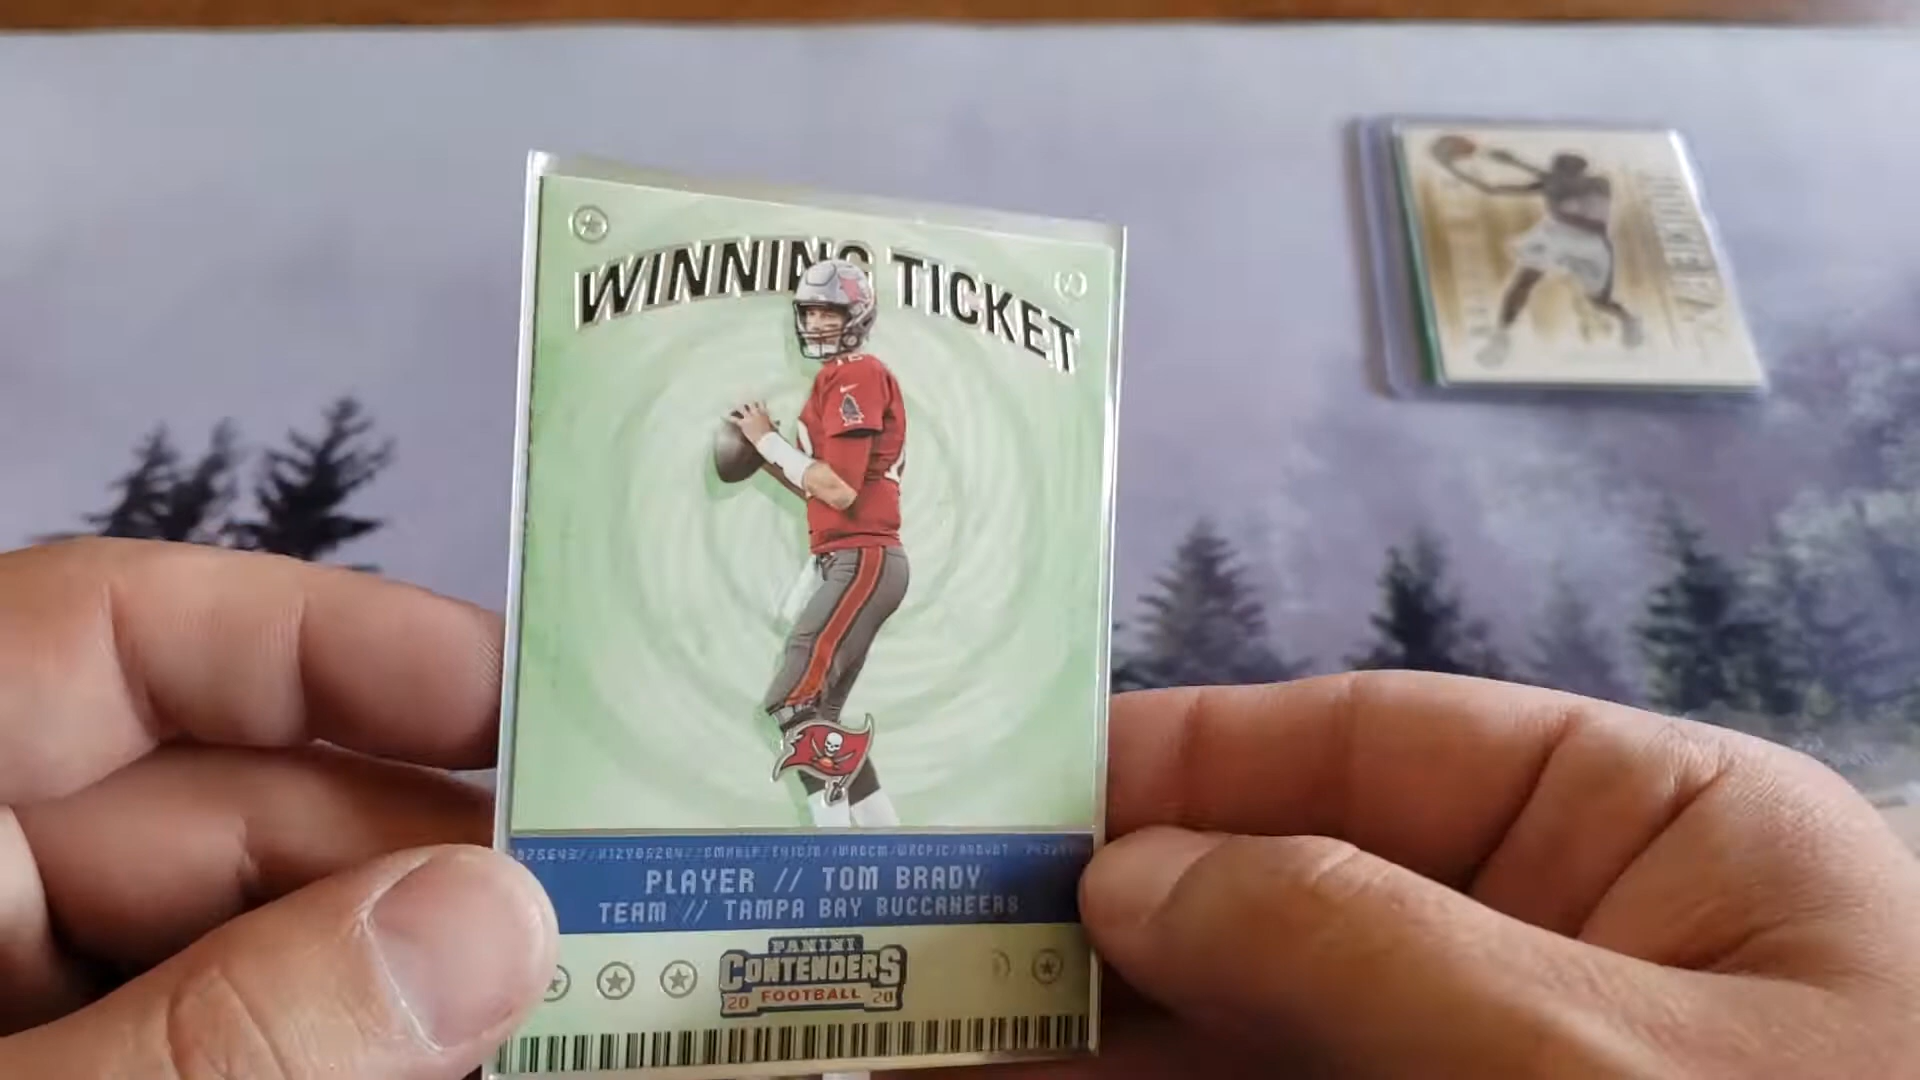 WINNING TICKET
PLAYER // TOM BRADY
TEAM // TAMPA BAY BUCCANEERS
PANINI
CONTENDERS
20 FOOTBALL 20